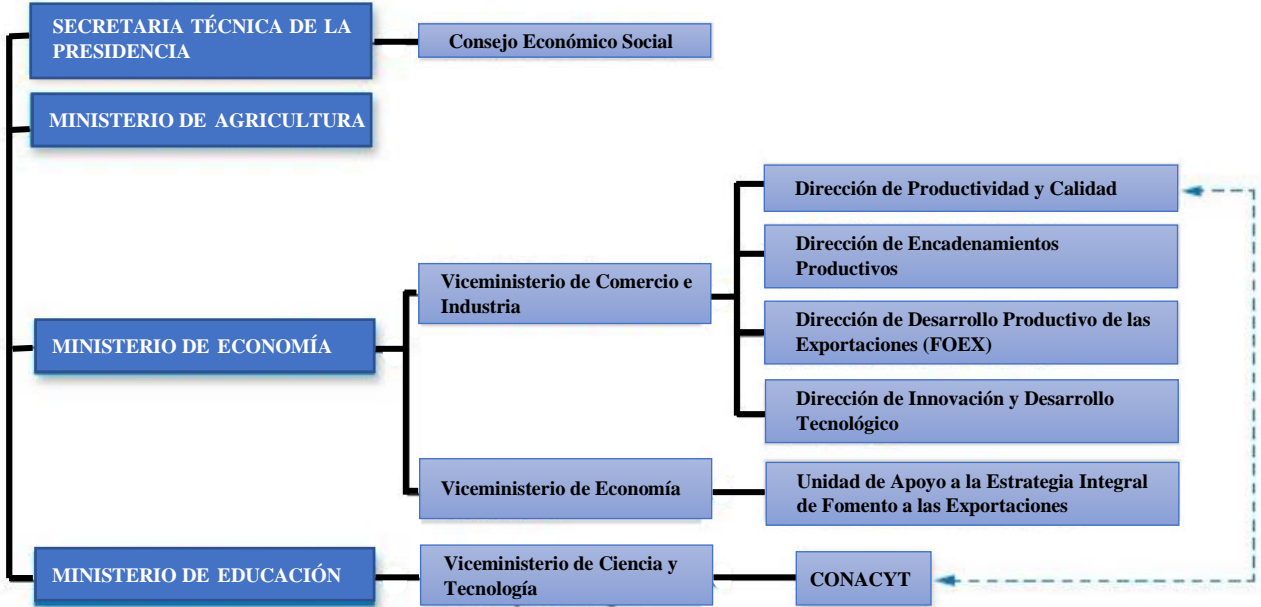 SECRETARIA TÉCNICA DE LA
PRESIDENCIA
Consejo Económico Social
MINISTERIO DE AGRICULTURA
Dirección de Productividad y Calidad
Dirección de Encadenamientos
Productivos
Viceministerio de Comercio e
Industria
Dirección de Desarrollo Productivo de las
Exportaciones (FOEX)
MINISTERIO DE ECONOMÍA
Dirección de Innovación y Desarrollo
Tecnológico
Viceministerio de Economía
Unidad de Apoyo a la Estrategia Integral
de Fomento a las Exportaciones
MINISTERIO DE EDUCACIÓN
Viceministerio de Ciencia y
Tecnología
CONACYT